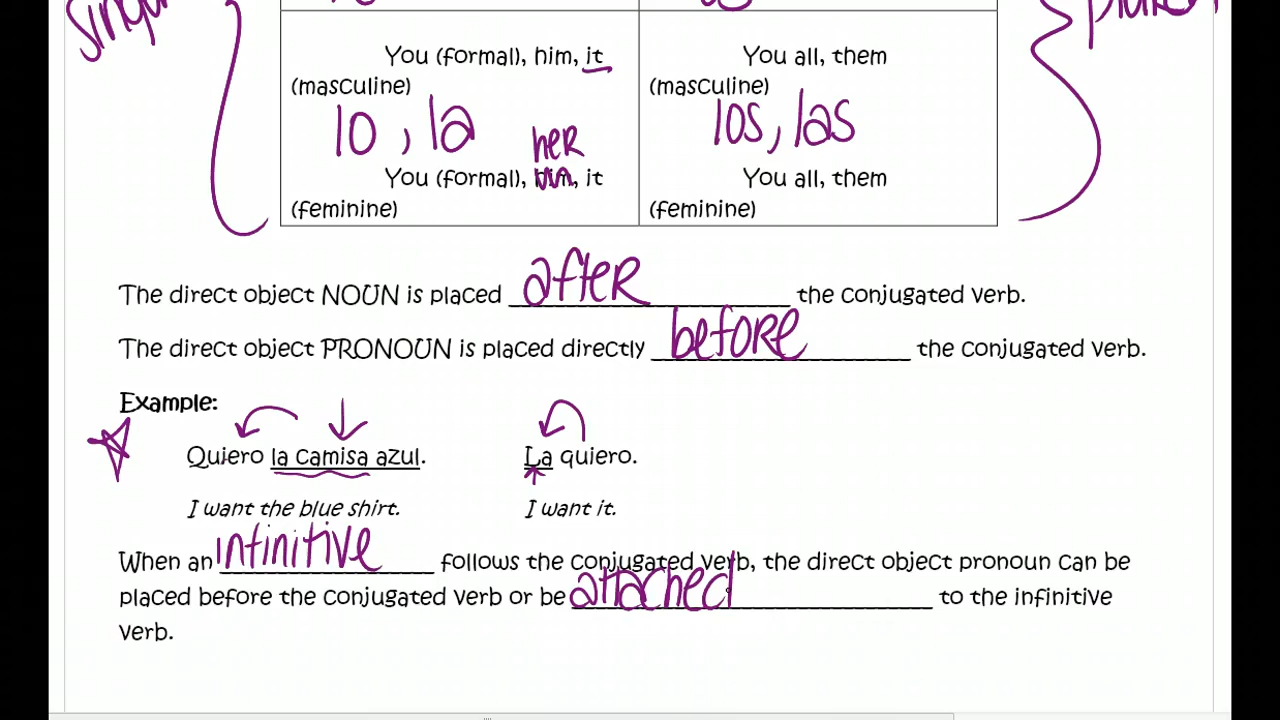 You (formal), him, it You all, them
(masculine) (masculine)
lo, la los, las
her
You (formal), him, it You all, them
(feminine) (feminine)
The direct object NOUN is placed after the conjugated verb.
The direct object PRONOUN is placed directly before the conjugated verb.
Example:
Quiero la camisa azul. La quiero.
I want the blue shirt. I want it.
When an infinitive follows the conjugated verb, the direct object pronoun can be
placed before the conjugated verb or be attached to the infinitive
verb.